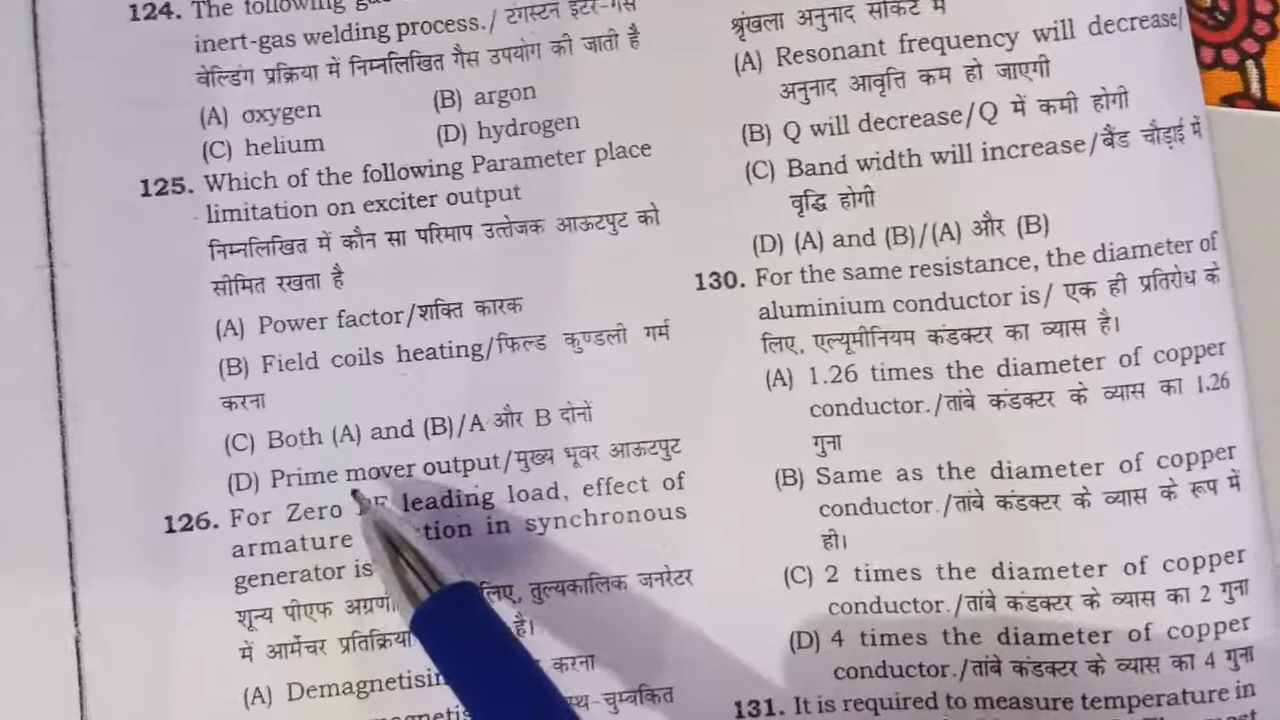 124. The following
inert-gas welding process./ टंगस्टन इंटर-गैस
वेल्डिंग प्रक्रिया में निम्नलिखित गैस उपयोग की जाती है
(A) oxygen (B) argon
(C) helium (D) hydrogen
125. Which of the following Parameter place
limitation on exciter output
निम्नलिखित में कौन सा परिमाप उत्तेजक आऊटपुट को
सीमित रखता है
(A) Power factor/शक्ति कारक
(B) Field coils heating/फिल्ड कुण्डली गर्म
करना
(C) Both (A) and (B)/A और B दोनों
(D) Prime mover output/मुख्य भूवर आऊटपुट
126. For Zero leading load, effect of
armature tion in synchronous
generator is
शून्य पीएफ लिए, तुल्यकालिक जनरेटर
में आर्मेचर प्रतिक्रिया है।
(A) Demagnetisin करना
चुम्बकित
श्रृंखला अनुनाद सर्किट में
(A) Resonant frequency will decrease/
अनुनाद आवृत्ति कम हो जाएगी
(B) Q will decrease/Q में कमी होगी
(C) Band width will increase/बैंड चौड़ाई में
वृद्धि होगी
(D) (A) and (B)/(A) और (B)
130. For the same resistance, the diameter of
aluminium conductor is/ एक ही प्रतिरोध के
लिए, एल्यूमीनियम कंडक्टर का व्यास है।
(A) 1.26 times the diameter of copper
conductor./तांबे कंडक्टर के व्यास का 1.26
गुना
(B) Same as the diameter of copper
conductor./तांबे कंडक्टर के व्यास के रूप में
ही।
(C) 2 times the diameter of copper
conductor./तांबे कंडक्टर के व्यास का 2 गुना
(D) 4 times the diameter of copper
conductor./तांबे कंडक्टर के व्यास का 4 गुना
131. It is required to measure temperature in